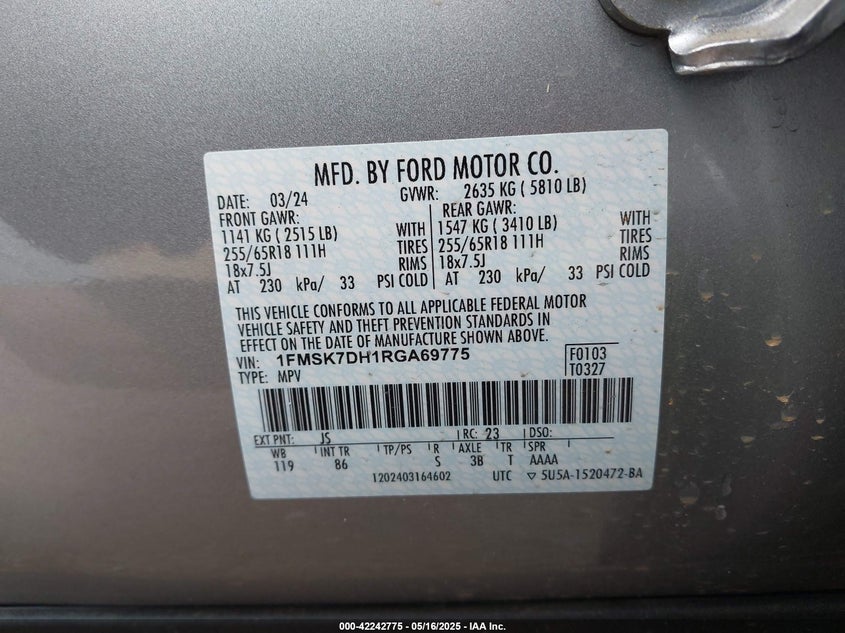 MFD. BY FORD MOTOR CO.
DATE: 03/24 GVWR: 2635 KG ( 5810 LB)
FRONT GAWR: REAR GAWR:
1141 KG ( 2515 LB) WITH 1547 KG ( 3410 LB) WITH
255/65R18 111H TIRES 255/65R18 111H TIRES
18x7.5J RIMS 18x7.5J RIMS
AT 230 kPa/ 33 PSI COLD AT 230 kPa/ 33 PSI COLD
THIS VEHICLE CONFORMS TO ALL APPLICABLE FEDERAL MOTOR
VEHICLE SAFETY AND THEFT PREVENTION STANDARDS IN
EFFECT ON THE DATE OF MANUFACTURE SHOWN ABOVE.
VIN: 1FMSK7DH1RGA69775 F0103
TYPE: MPV T0327
EXT PNT: JS RC: 23 DSO:
WB INT TR TP/PS R AXLE TR SPR
119 86 S 3B T AAAA
1202403164602 UTC ▽ 5U5A-1520472-BA
000-42242775 - 05/16/2025 - IAA Inc.